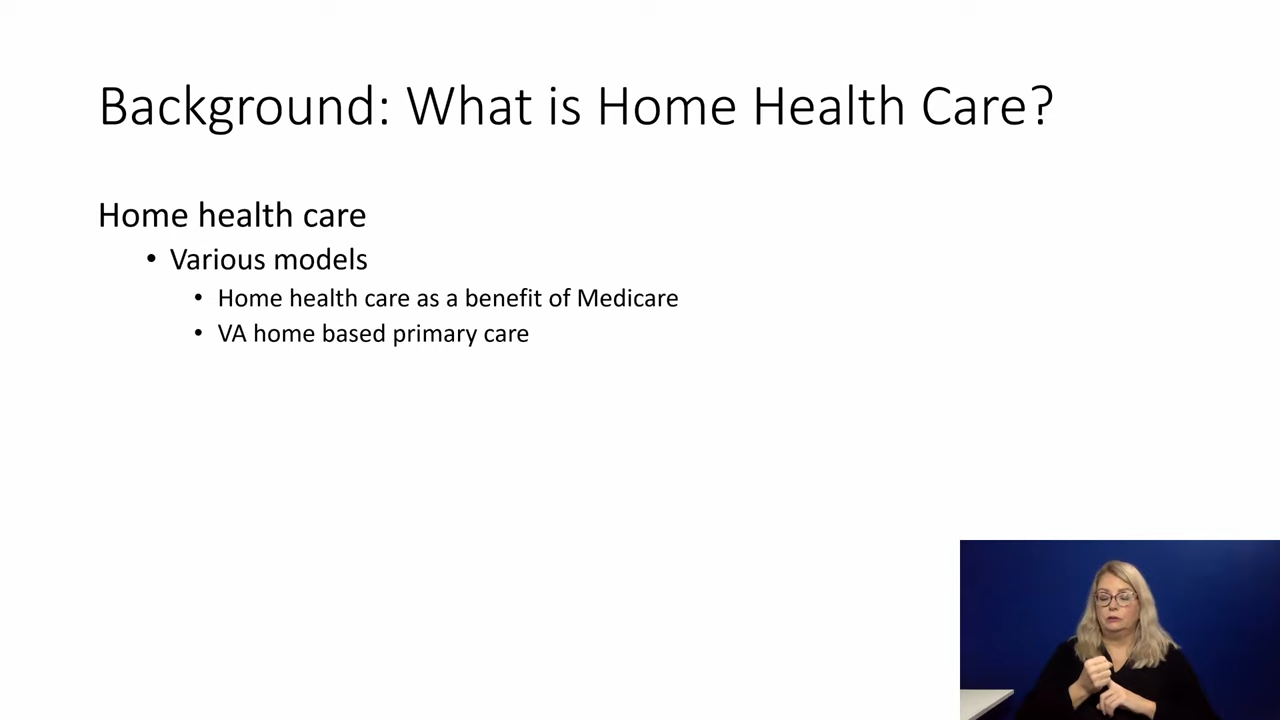 Background: What is Home Health Care?
Home health care
• Various models
• Home health care as a benefit of Medicare
• VA home based primary care